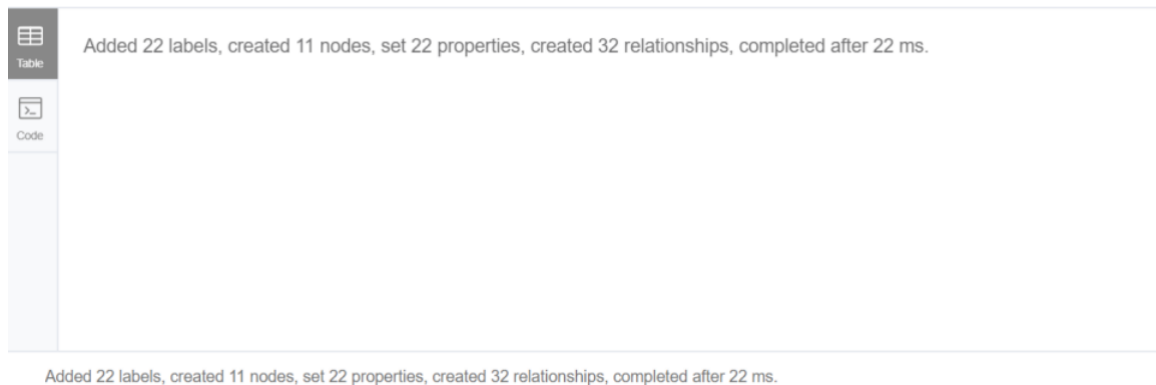 Table
Added 22 labels, created 11 nodes, set 22 properties, created 32 relationships, completed after 22 ms.
Code
Added 22 labels, created 11 nodes, set 22 properties, created 32 relationships, completed after 22 ms.